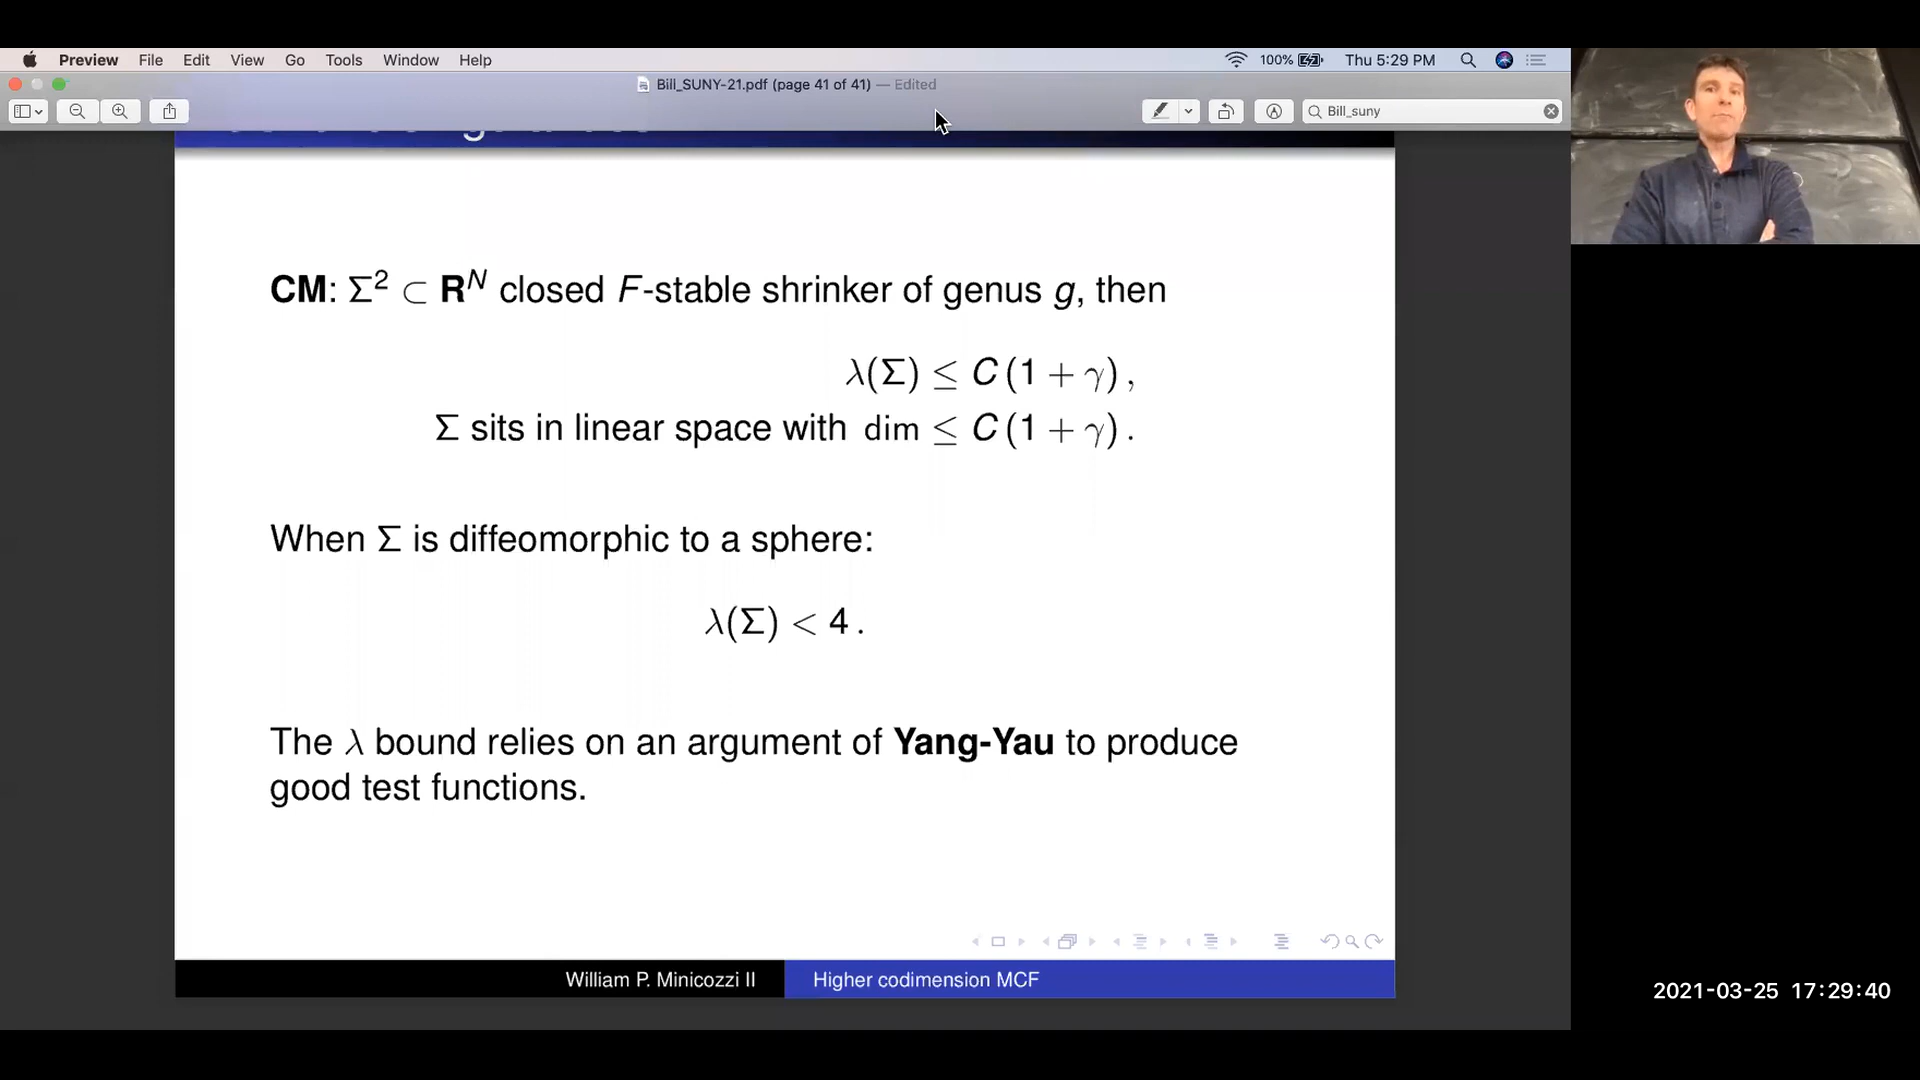 Preview File Edit View Go Tools Window Help 100% Thu 5:29 PM
Bill_SUNY-21.pdf (page 41 of 41) — Edited
Bill_suny
CM: Σ² ⊂ Rᴺ closed F-stable shrinker of genus g, then
λ(Σ) ≤ C (1 + γ) ,
Σ sits in linear space with dim ≤ C (1 + γ) .
When Σ is diffeomorphic to a sphere:
λ(Σ) < 4 .
The λ bound relies on an argument of Yang-Yau to produce
good test functions.
William P. Minicozzi II Higher codimension MCF
2021-03-25 17:29:40